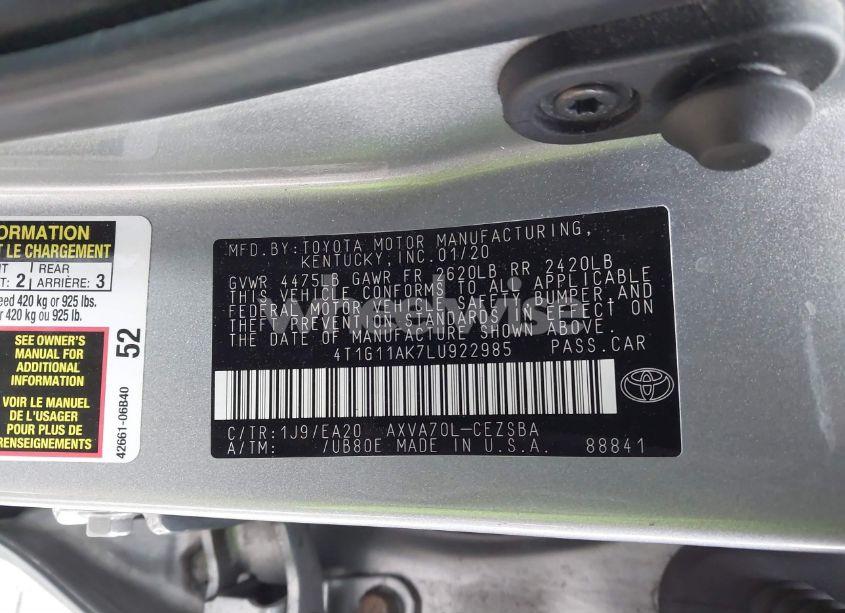 ORMATION
T LE CHARGEMENT
NT
: 2
REAR
ARRIÈRE: 3
eed 420 kg or 925 lbs.
r 420 kg ou 925 lb.
SEE OWNER'S
MANUAL FOR
ADDITIONAL
INFORMATION
VOIR LE MANUEL
DE L'USAGER
POUR PLUS DE
RENSEIGNEMENTS
52
42661-06B40
MFD.BY:TOYOTA MOTOR MANUFACTURING,
KENTUCKY,INC.01/20
GVWR 4475LB GAWR FR 2620LB RR 2420LB
THIS VEHICLE CONFORMS TO ALL APPLICABLE
FEDERAL MOTOR VEHICLE SAFETY,BUMPER,AND
THEFT PREVENTION STANDARDS IN EFFECT ON
THE DATE OF MANUFACTURE SHOWN ABOVE.
4T1G11AK7LU922985 PASS.CAR
C/TR:1J9/EA20 AXVA70L-CEZSBA
A/TM: /UB80E MADE IN U.S.A. 88841
wheelwise